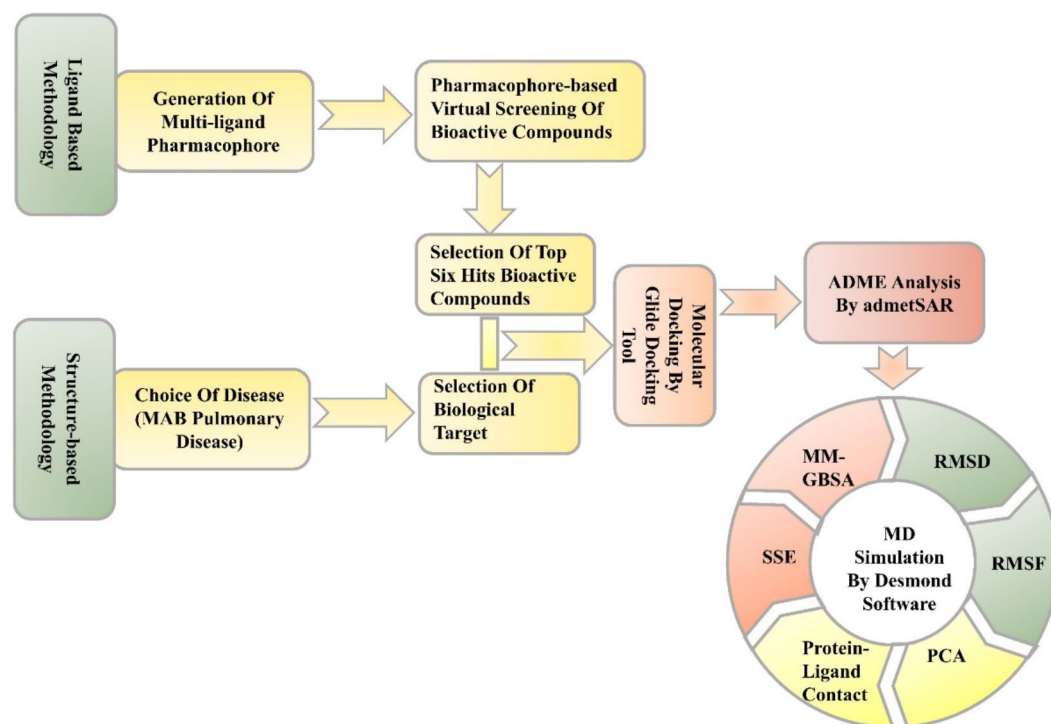 Ligand Based
Methodology
Generation Of
Multi-ligand
Pharmacophore
Pharmacophore-based
Virtual Screening Of
Bioactive Compounds
Selection Of Top
Six Hits Bioactive
Compounds
Structure-based
Methodology
Choice Of Disease
(MAB Pulmonary
Disease)
Selection Of
Biological
Target
Molecular
Docking By
Glide Docking
Tool
ADME Analysis
By admetSAR
MM-
GBSA
RMSD
SSE
MD
Simulation
By Desmond
Software
RMSF
Protein-
Ligand
Contact
PCA